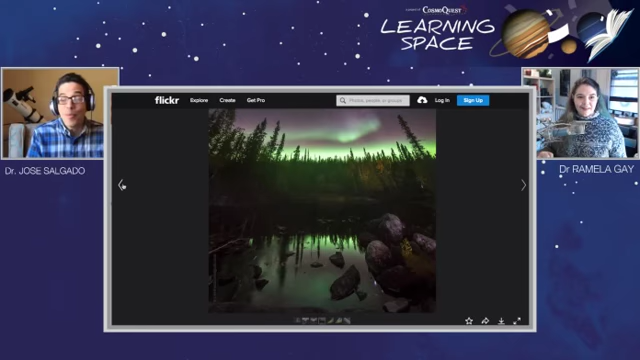 COSMOQUEST
LEARNING
SPACE
flickr
Explore
Create
Get Pro
Photos, people, or groups
Log In
Sign Up
Dr. JOSE SALGADO
Dr RAMELA GAY